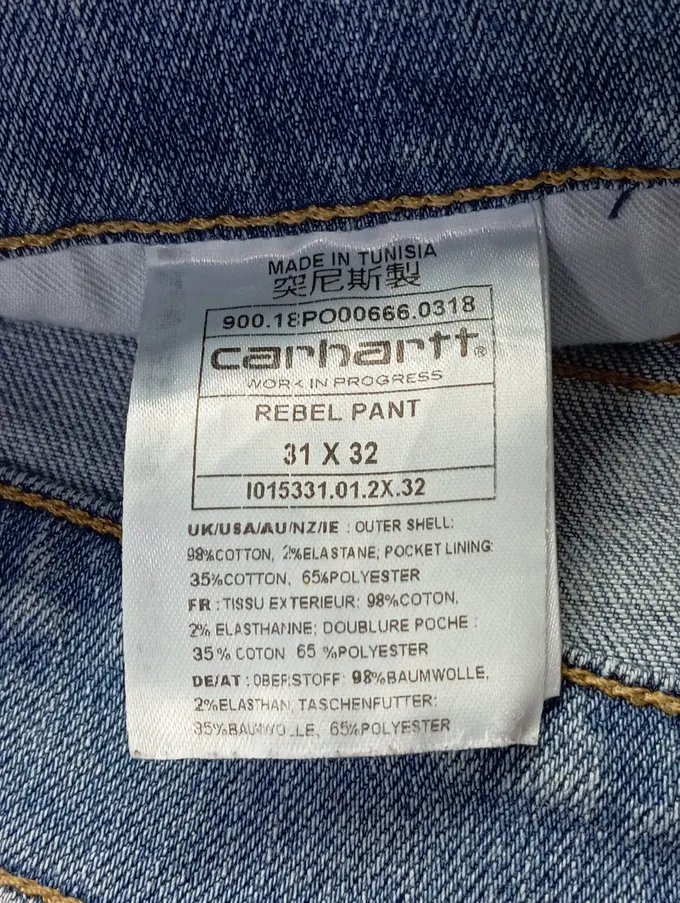 MADE IN TUNISIA
突尼斯製
900.18PO00666.0318
carhartt®
WORK IN PROGRESS
REBEL PANT
31 X 32
I015331.01.2X.32
UK/USA/AU/NZ/IE : OUTER SHELL:
98%COTTON, 2%ELASTANE; POCKET LINING:
35%COTTON, 65%POLYESTER
FR : TISSU EXTERIEUR: 98%COTON,
2% ELASTHANNE; DOUBLURE POCHE :
35% COTON 65 %POLYESTER
DE/AT : OBERSTOFF: 98%BAUMWOLLE,
2%ELASTHAN, TASCHENFUTTER:
35%BAUMWOLLE, 65%POLYESTER